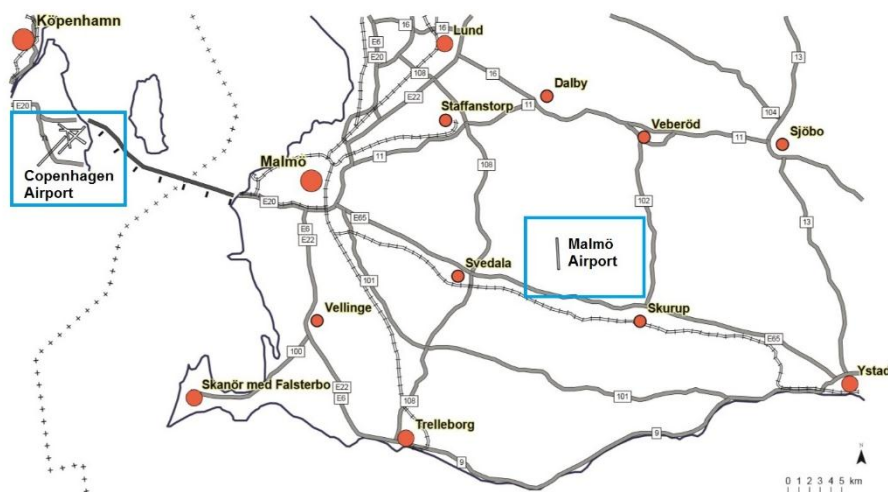 Köpenhamn
Lund
16
16
E6
E20
108
16
13
Dalby
E22
Staffanstorp
11
104
Veberöd
E20
Sjöbo
11
Copenhagen
Airport
Malmö
11
108
102
E20
E6
E22
E65
13
Malmö
Airport
Svedala
101
Skurup
Vellinge
E65
100
Ystad
Skanör med Falsterbo
E22
E6
108
101
Trelleborg
9
9
N
0 1 2 3 4 5 km